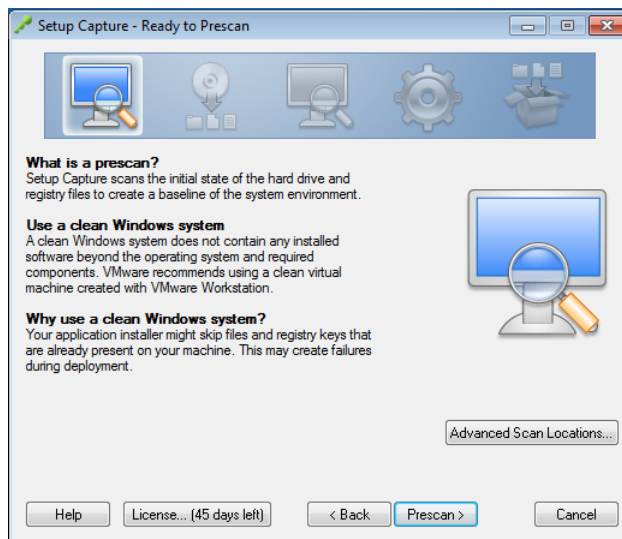 Setup Capture - Ready to Prescan
What is a prescan?
Setup Capture scans the initial state of the hard drive and
registry files to create a baseline of the system environment.
Use a clean Windows system
A clean Windows system does not contain any installed
software beyond the operating system and required
components. VMware recommends using a clean virtual
machine created with VMware Workstation.
Why use a clean Windows system?
Your application installer might skip files and registry keys that
are already present on your machine. This may create failures
during deployment.
Advanced Scan Locations...
Help License... (45 days left) < Back Prescan > Cancel